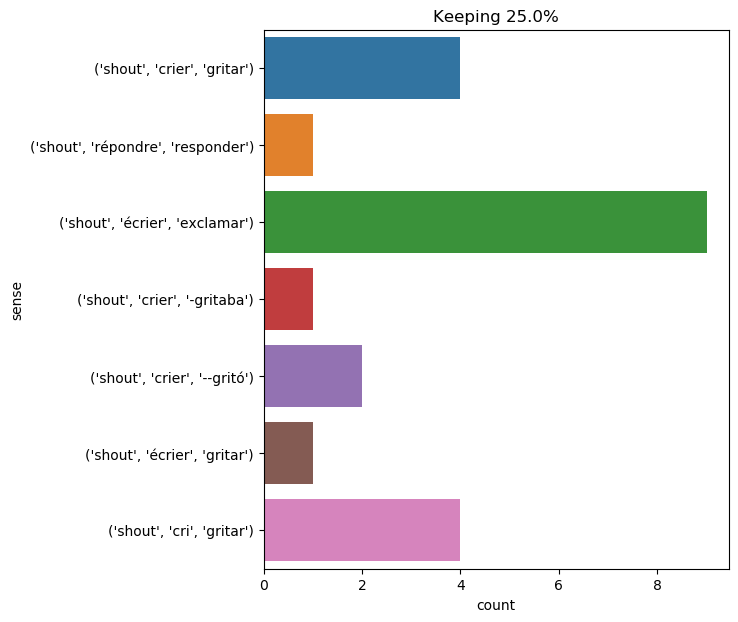 Keeping 25.0%
('shout', 'crier', 'gritar')
('shout', 'répondre', 'responder')
('shout', 'écrier', 'exclamar')
('shout', 'crier', '-gritaba')
('shout', 'crier', '--gritó')
('shout', 'écrier', 'gritar')
('shout', 'cri', 'gritar')
sense
0 2 4 6 8
count